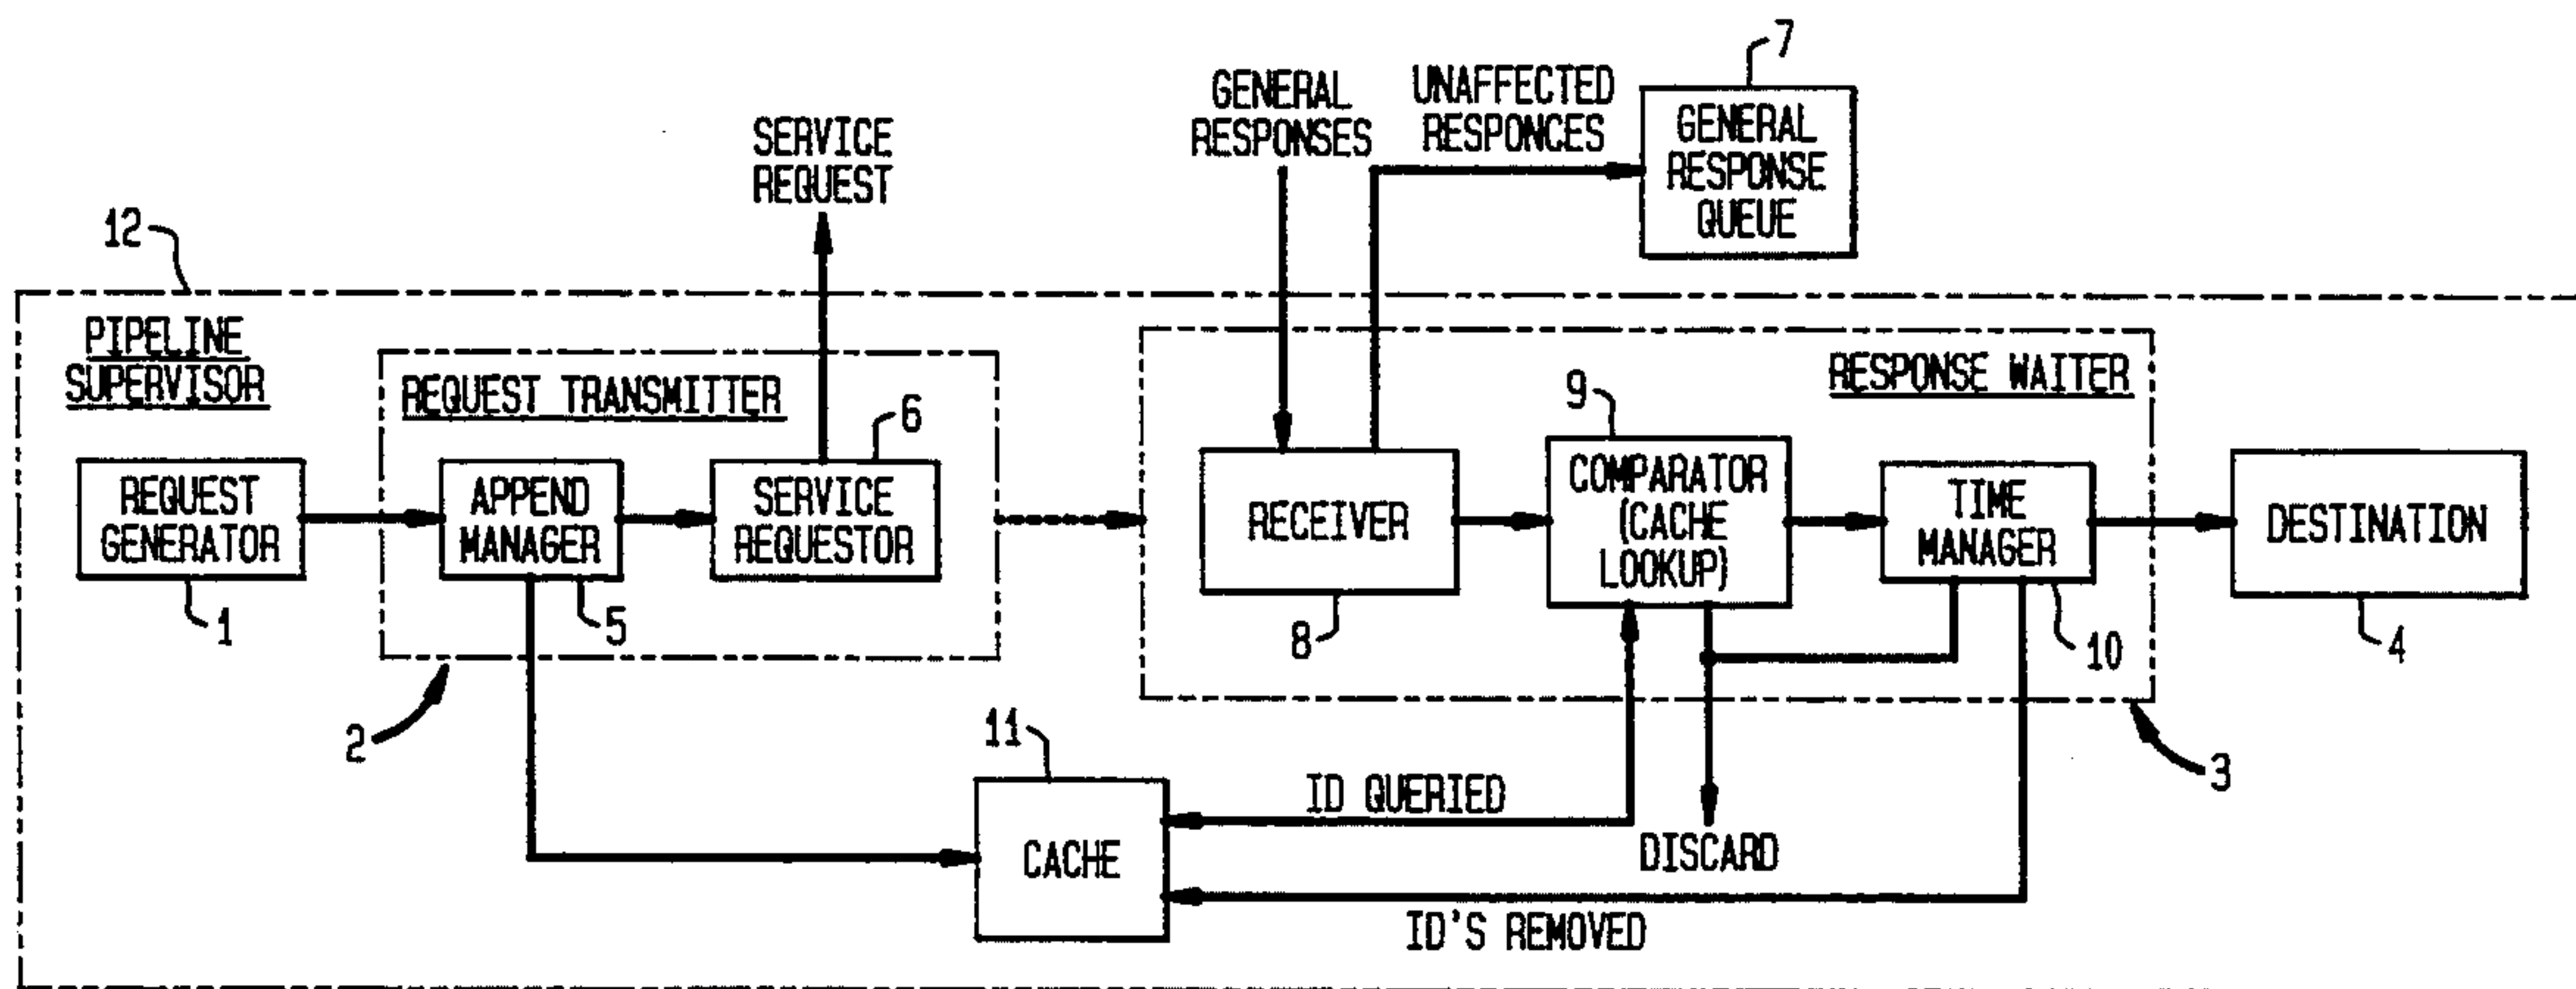 7
GENERAL
RESPONSES
UNAFFECTED
RESPONCES
GENERAL
RESPONSE
QUEUE
SERVICE
REQUEST
12
PIPELINE
SUPERVISOR
REQUEST TRANSMITTER
RESPONSE WAITER
6
9
REQUEST
GENERATOR
APPEND
MANAGER
SERVICE
REQUESTOR
RECEIVER
COMPARATOR
(CACHE
LOOKUP)
TIME
MANAGER
DESTINATION
1
5
8
10
4
2
3
11
CACHE
ID QUERIED
DISCARD
ID'S REMOVED